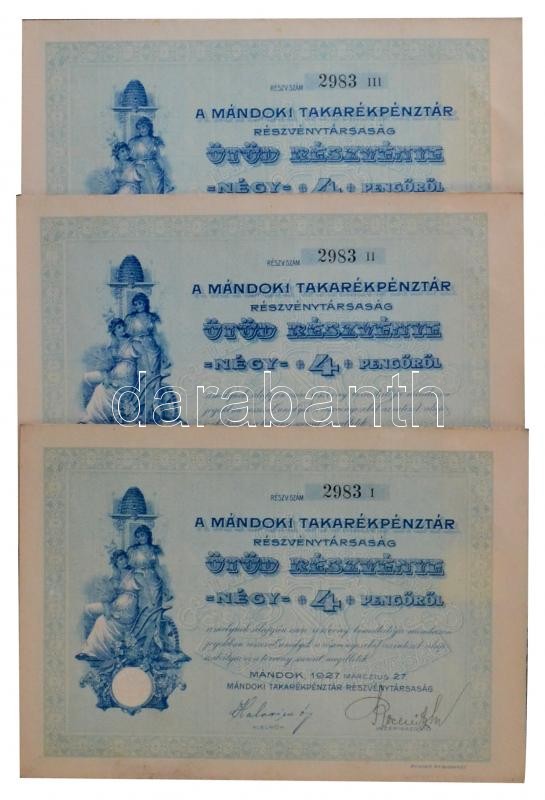 RÉSZV.SZÁM 2983 III
A MÁNDOKI TAKARÉKPÉNZTÁR
RÉSZVÉNYTÁRSASÁG
ÖTÖD RÉSZVÉNYE
=NÉGY= 4 PENGŐRŐL
RÉSZV.SZÁM 2983 II
A MÁNDOKI TAKARÉKPÉNZTÁR
RÉSZVÉNYTÁRSASÁG
ÖTÖD RÉSZVÉNYE
=NÉGY= 4 PENGŐRŐL
darabanth
RÉSZV.SZÁM 2983 I
A MÁNDOKI TAKARÉKPÉNZTÁR
RÉSZVÉNYTÁRSASÁG
ÖTÖD RÉSZVÉNYE
=NÉGY= 4 PENGŐRŐL
MÁNDOK, 1927 MÁRCZIUS 27.
MÁNDOKI TAKARÉKPÉNZTÁR RÉSZVÉNYTÁRSASÁG
ALELNÖK